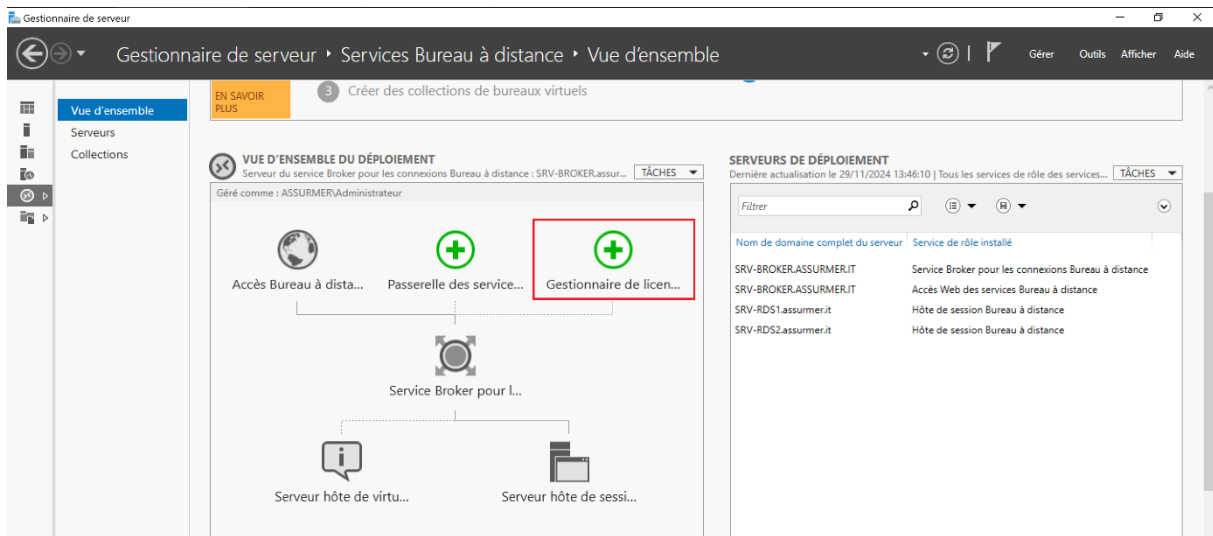 Gestionnaire de serveur
Gestionnaire de serveur ‣ Services Bureau à distance ‣ Vue d'ensemble
Gérer Outils Afficher Aide
Vue d'ensemble
Serveurs
Collections
EN SAVOIR
PLUS
3 Créer des collections de bureaux virtuels
VUE D'ENSEMBLE DU DÉPLOIEMENT
Serveur du service Broker pour les connexions Bureau à distance : SRV-BROKER.assur... TÂCHES
Géré comme : ASSURMER\Administrateur
Accès Bureau à dista... Passerelle des service... Gestionnaire de licen...
Service Broker pour l...
Serveur hôte de virtu... Serveur hôte de sessi...
SERVEURS DE DÉPLOIEMENT
Dernière actualisation le 29/11/2024 13:46:10 | Tous les services de rôle des services... TÂCHES
Filtrer
Nom de domaine complet du serveur Service de rôle installé
SRV-BROKER.ASSURMER.IT Service Broker pour les connexions Bureau à distance
SRV-BROKER.ASSURMER.IT Accès Web des services Bureau à distance
SRV-RDS1.assurmer.it Hôte de session Bureau à distance
SRV-RDS2.assurmer.it Hôte de session Bureau à distance